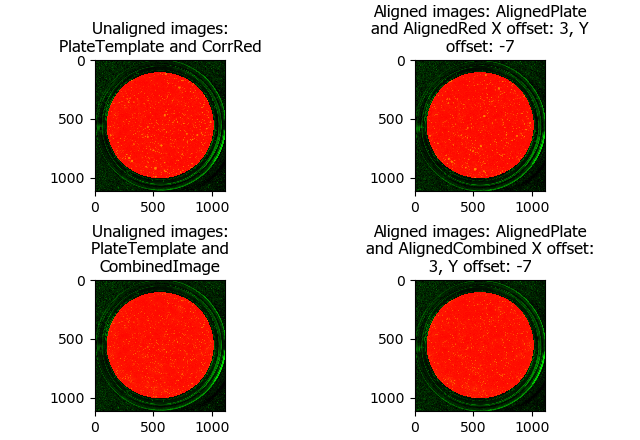 Unaligned images:
PlateTemplate and CorrRed
0
500
1000
0
500
1000
Aligned images: AlignedPlate
and AlignedRed X offset: 3, Y
offset: -7
0
500
1000
0
500
1000
Unaligned images:
PlateTemplate and
CombinedImage
0
500
1000
0
500
1000
Aligned images: AlignedPlate
and AlignedCombined X offset:
3, Y offset: -7
0
500
1000
0
500
1000